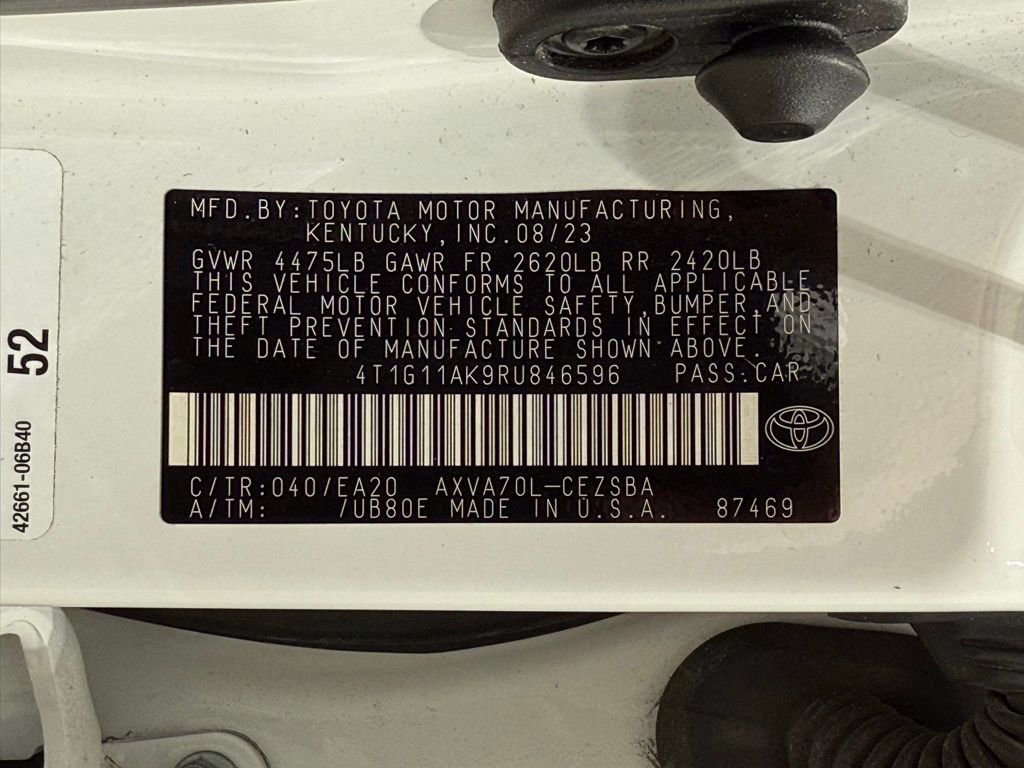 MFD.BY:TOYOTA MOTOR MANUFACTURING,
KENTUCKY,INC.08/23
GVWR 4475LB GAWR FR 2620LB RR 2420LB
THIS VEHICLE CONFORMS TO ALL APPLICABLE
FEDERAL MOTOR VEHICLE SAFETY,BUMPER,AND
THEFT PREVENTION STANDARDS IN EFFECT ON
THE DATE OF MANUFACTURE SHOWN ABOVE.
4T1G11AK9RU846596 PASS.CAR
C/TR:040/EA20 AXVA70L-CEZSBA
A/TM: /UB80E MADE IN U.S.A. 87469
52
42661-06B40